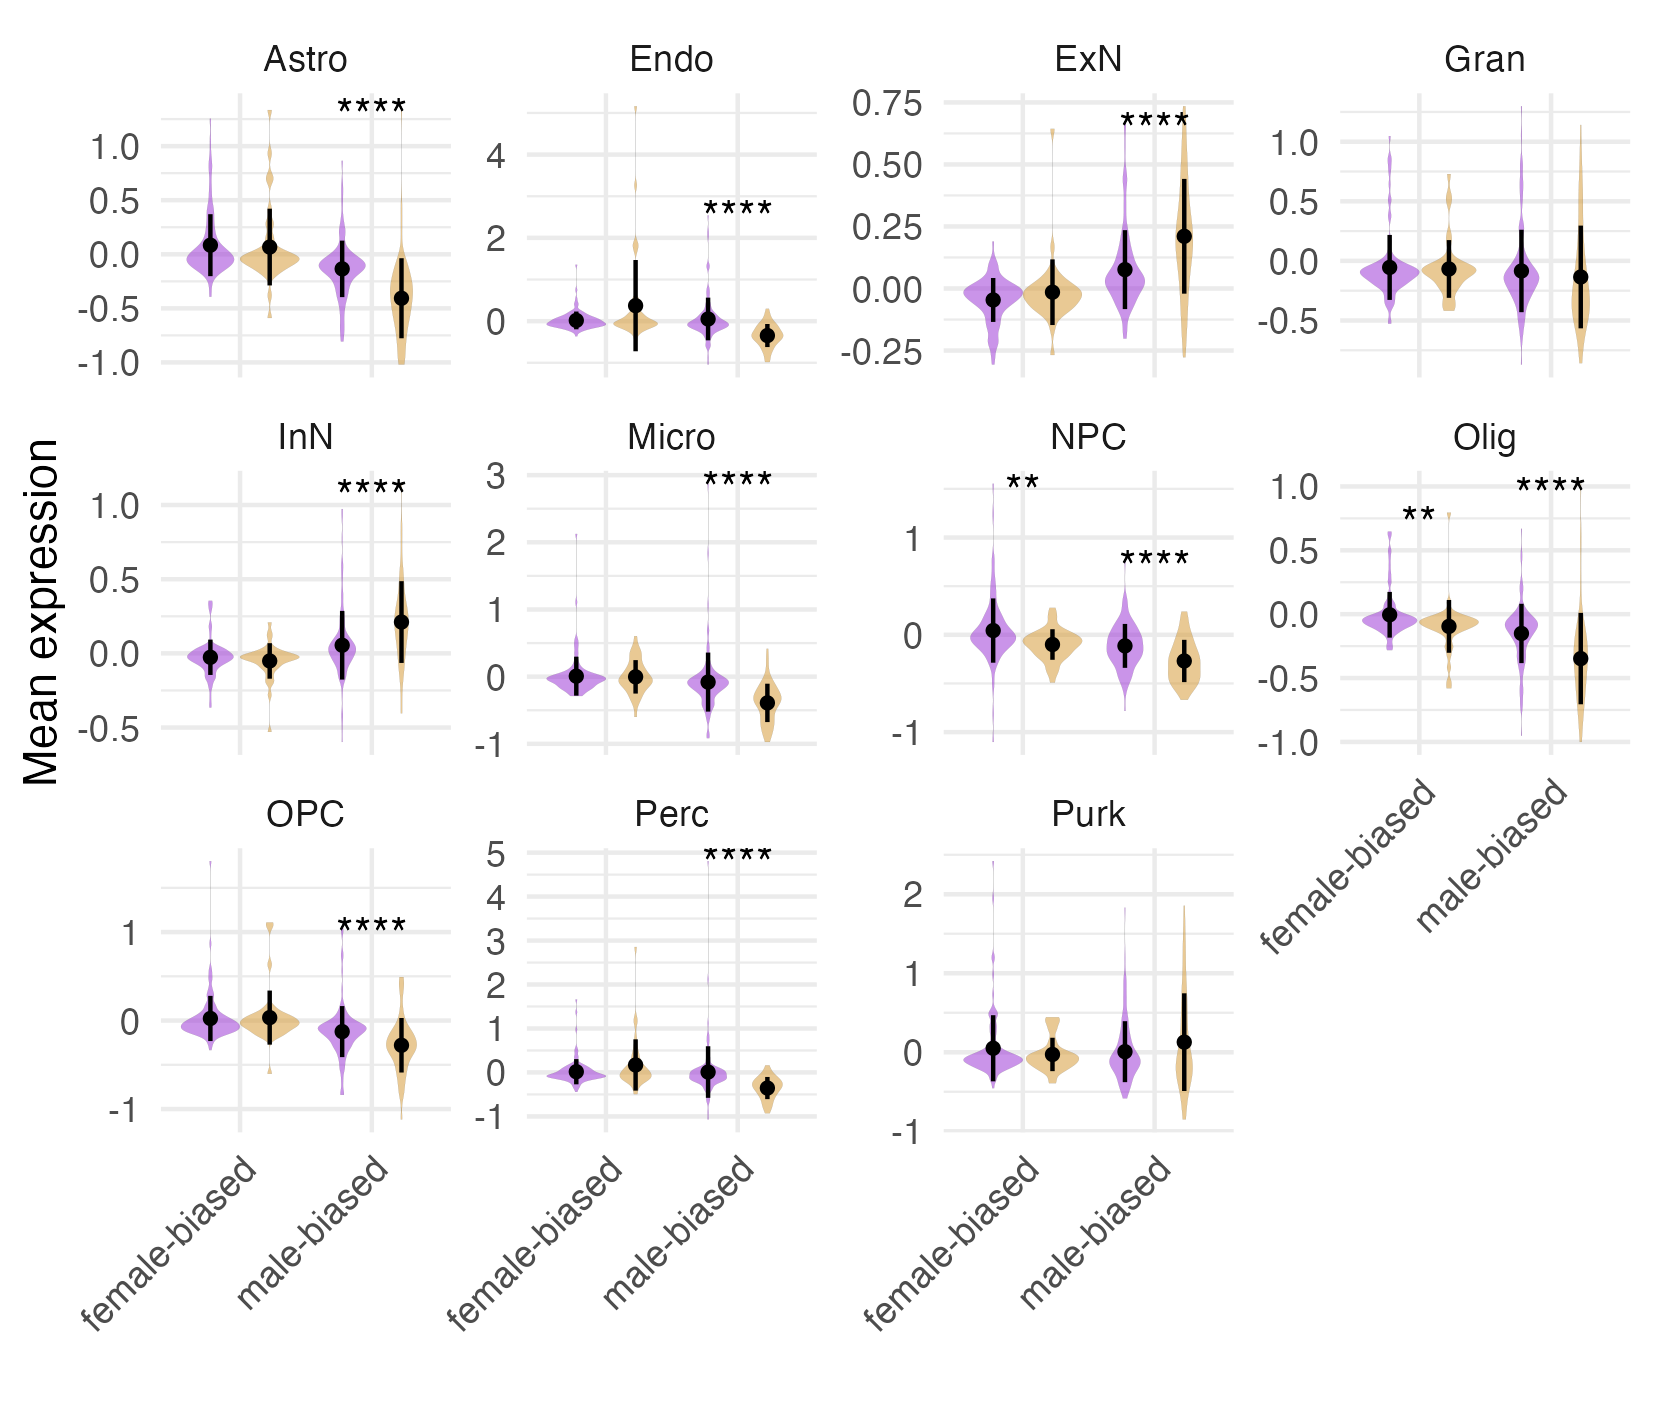 Mean expression
Astro
****
1.0
0.5
0.0
-0.5
-1.0
Endo
****
4
2
0
ExN
****
0.75
0.50
0.25
0.00
-0.25
Gran
1.0
0.5
0.0
-0.5
InN
****
1.0
0.5
0.0
-0.5
Micro
****
3
2
1
0
-1
NPC
**
****
1
0
-1
Olig
**
****
1.0
0.5
0.0
-0.5
-1.0
female-biased
male-biased
OPC
****
1
0
-1
female-biased
male-biased
Perc
****
5
4
3
2
1
0
-1
female-biased
male-biased
Purk
2
1
0
-1
female-biased
male-biased